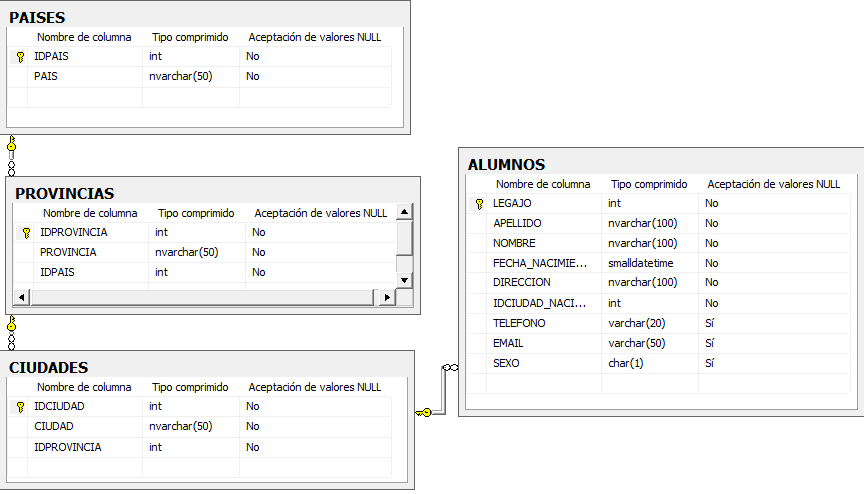 PAISES
Nombre de columna Tipo comprimido Aceptación de valores NULL
IDPAIS int No
PAIS nvarchar(50) No
PROVINCIAS
Nombre de columna Tipo comprimido Aceptación de valores NULL
IDPROVINCIA int No
PROVINCIA nvarchar(50) No
IDPAIS int No
CIUDADES
Nombre de columna Tipo comprimido Aceptación de valores NULL
IDCIUDAD int No
CIUDAD nvarchar(50) No
IDPROVINCIA int No
ALUMNOS
Nombre de columna Tipo comprimido Aceptación de valores NULL
LEGAJO int No
APELLIDO nvarchar(100) No
NOMBRE nvarchar(100) No
FECHA_NACIMIE... smalldatetime No
DIRECCION nvarchar(100) No
IDCIUDAD_NACI... int No
TELEFONO varchar(20) Sí
EMAIL varchar(50) Sí
SEXO char(1) Sí